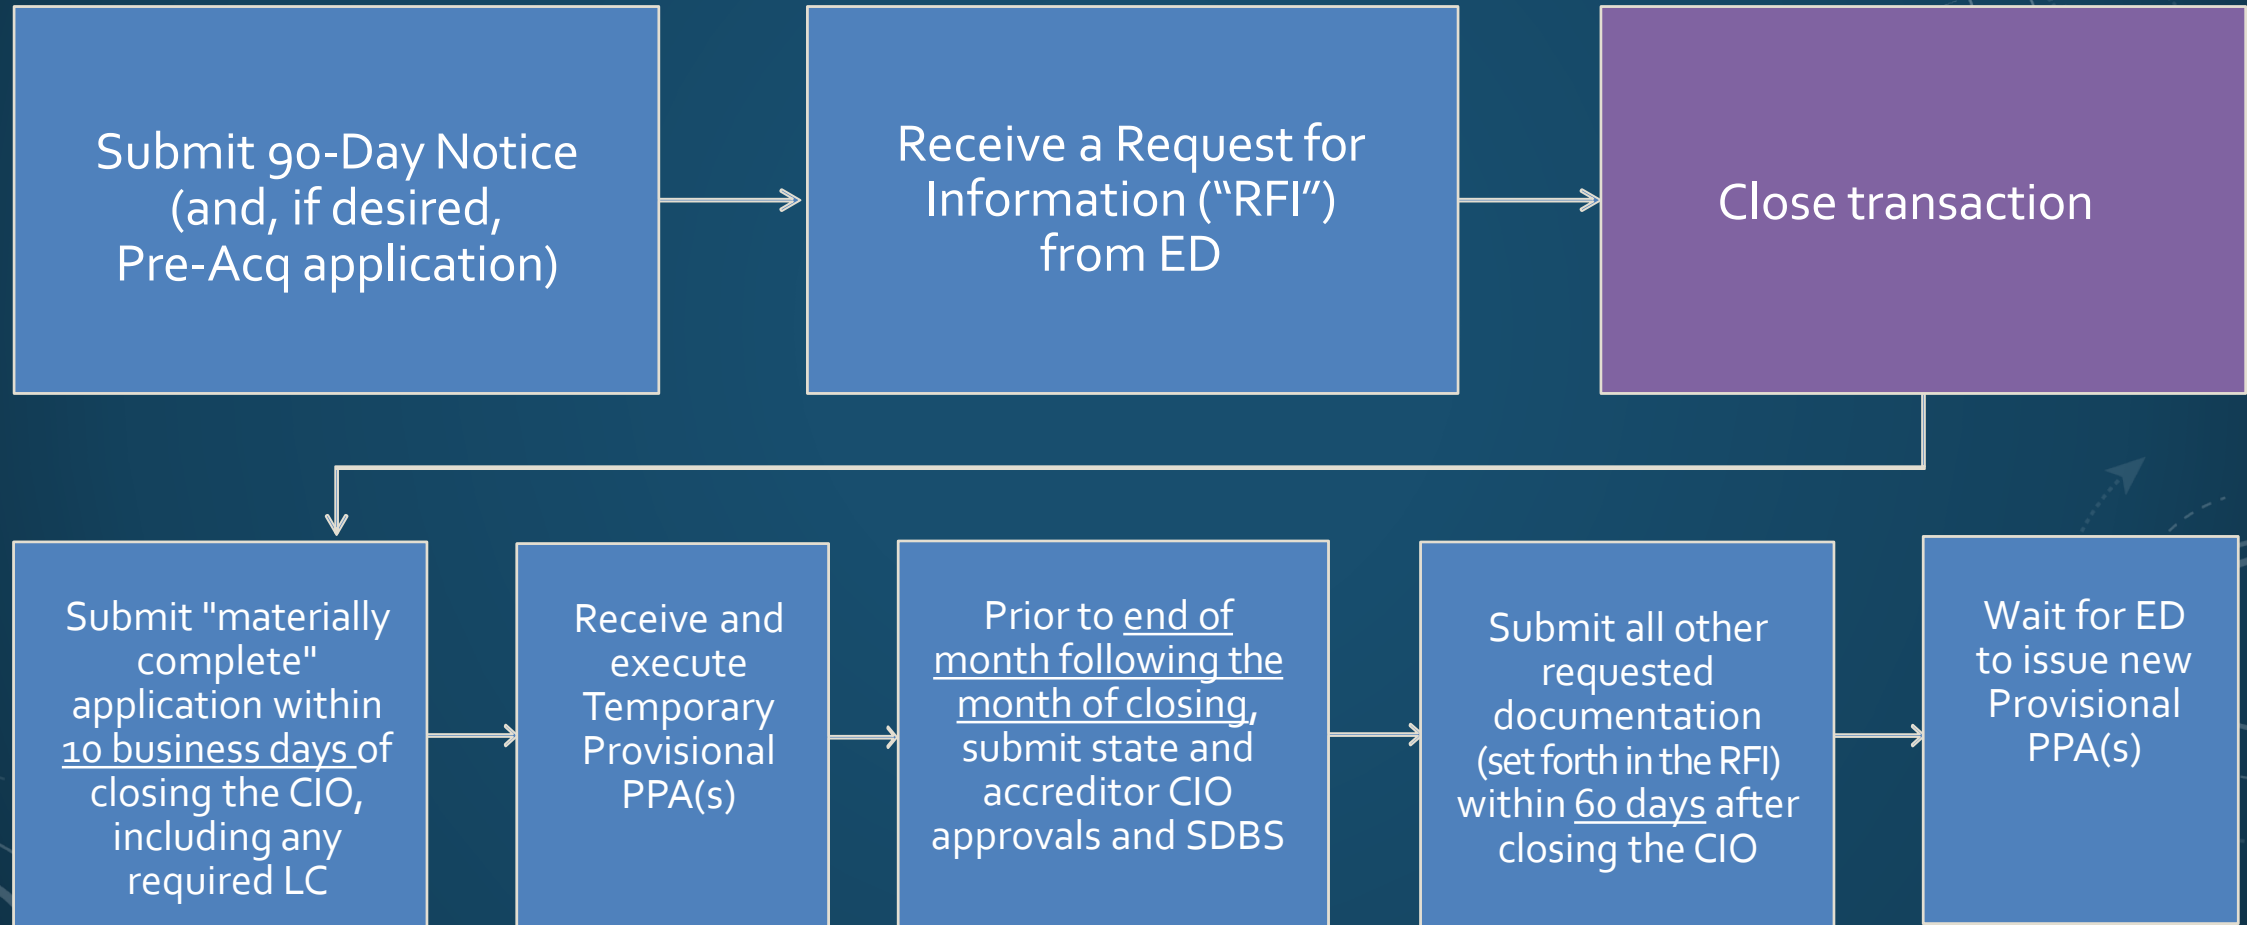 Submit 90-Day Notice
(and, if desired,
Pre-Acq application)
Receive a Request for
Information (“RFI”)
from ED
Close transaction
Submit "materially
complete"
application within
10 business days of
closing the CIO,
including any
required LC
Receive and
execute
Temporary
Provisional
PPA(s)
Prior to end of
month following the
month of closing,
submit state and
accreditor CIO
approvals and SDBS
Submit all other
requested
documentation
(set forth in the RFI)
within 60 days after
closing the CIO
Wait for ED
to issue new
Provisional
PPA(s)